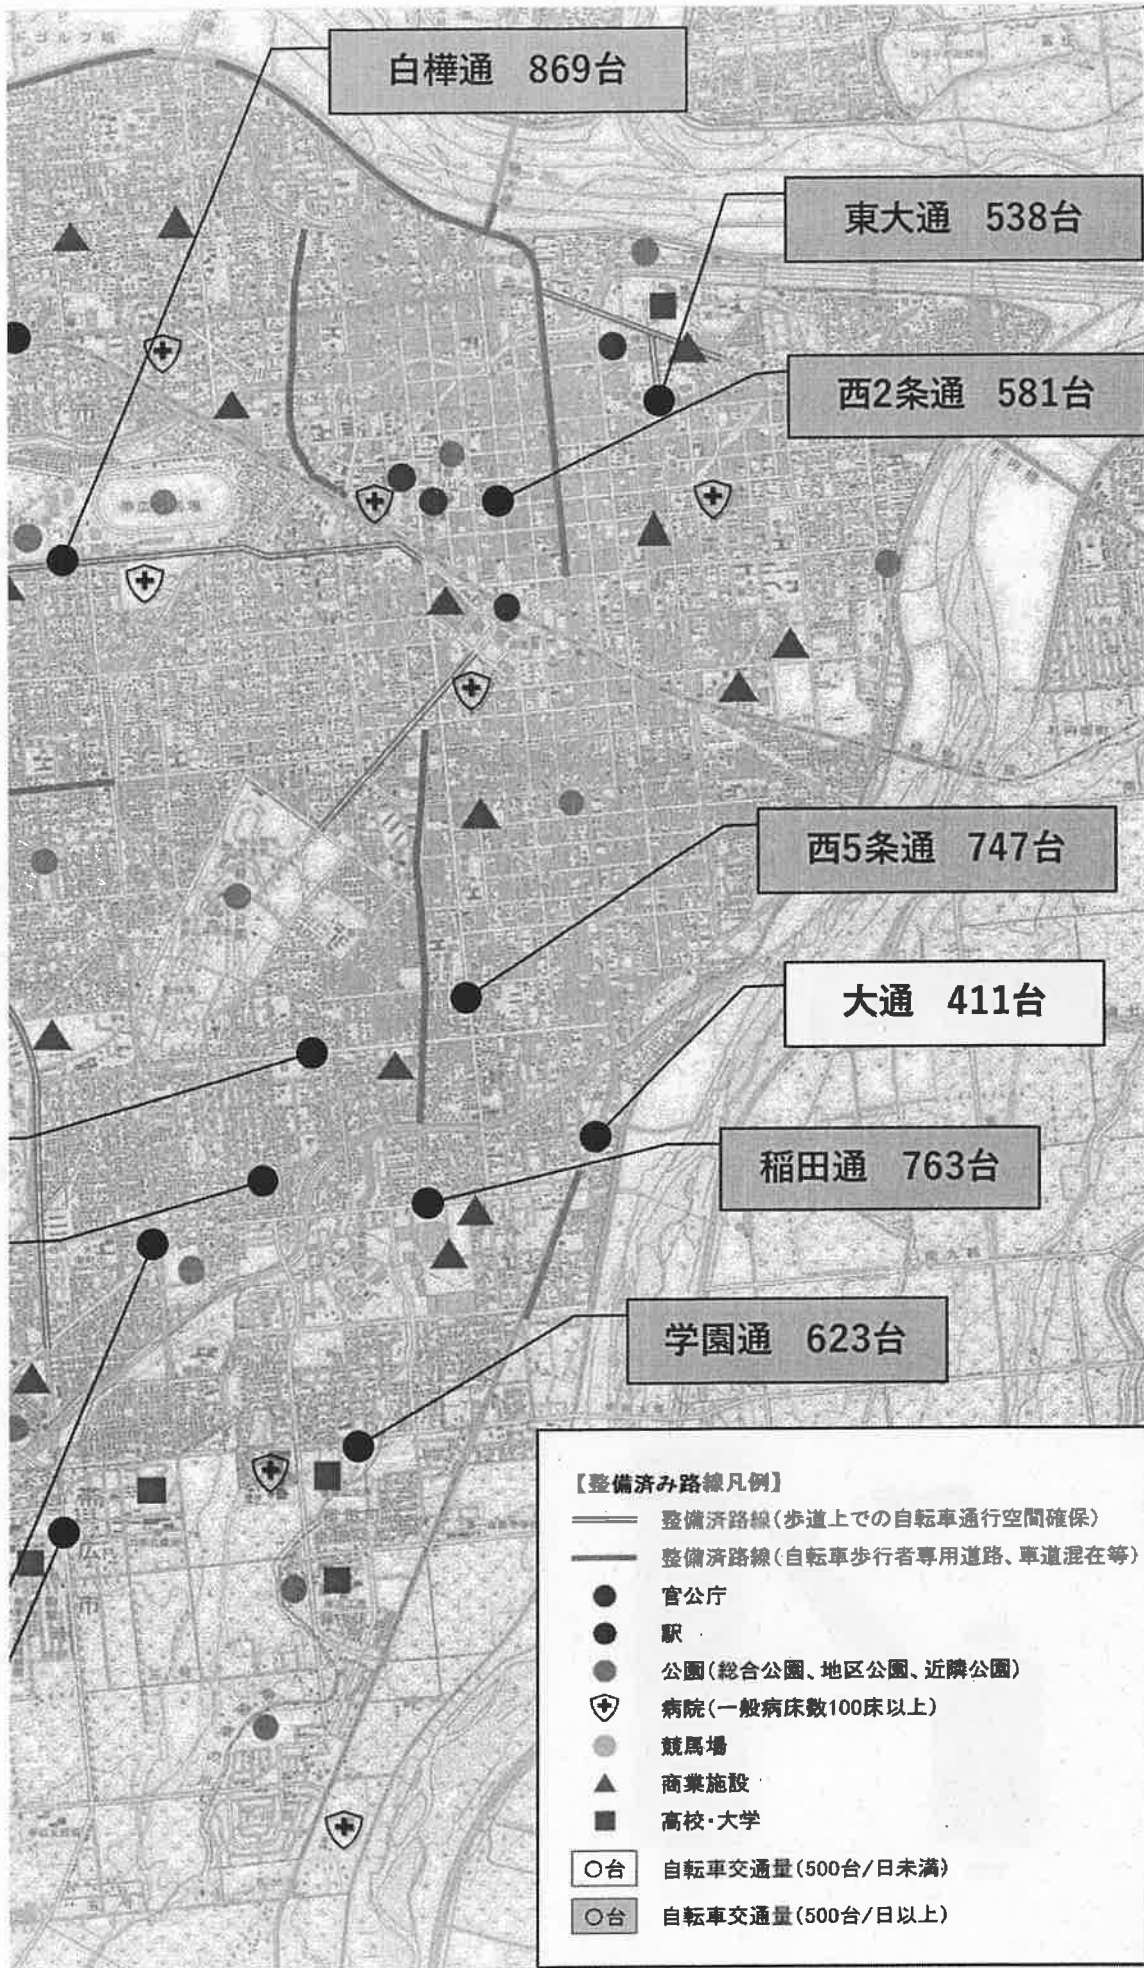 白樺通 869台
東大通 538台
西2条通 581台
西5条通 747台
大通 411台
稲田通 763台
学園通 623台
帯広市
【整備済み路線凡例】
整備済路線(歩道上での自転車通行空間確保)
整備済路線(自転車歩行者専用道路、車道混在等)
官公庁
駅
公園(総合公園、地区公園、近隣公園)
病院(一般病床数100床以上)
競馬場
商業施設
高校・大学
○台 自転車交通量(500台/日未満)
○台 自転車交通量(500台/日以上)